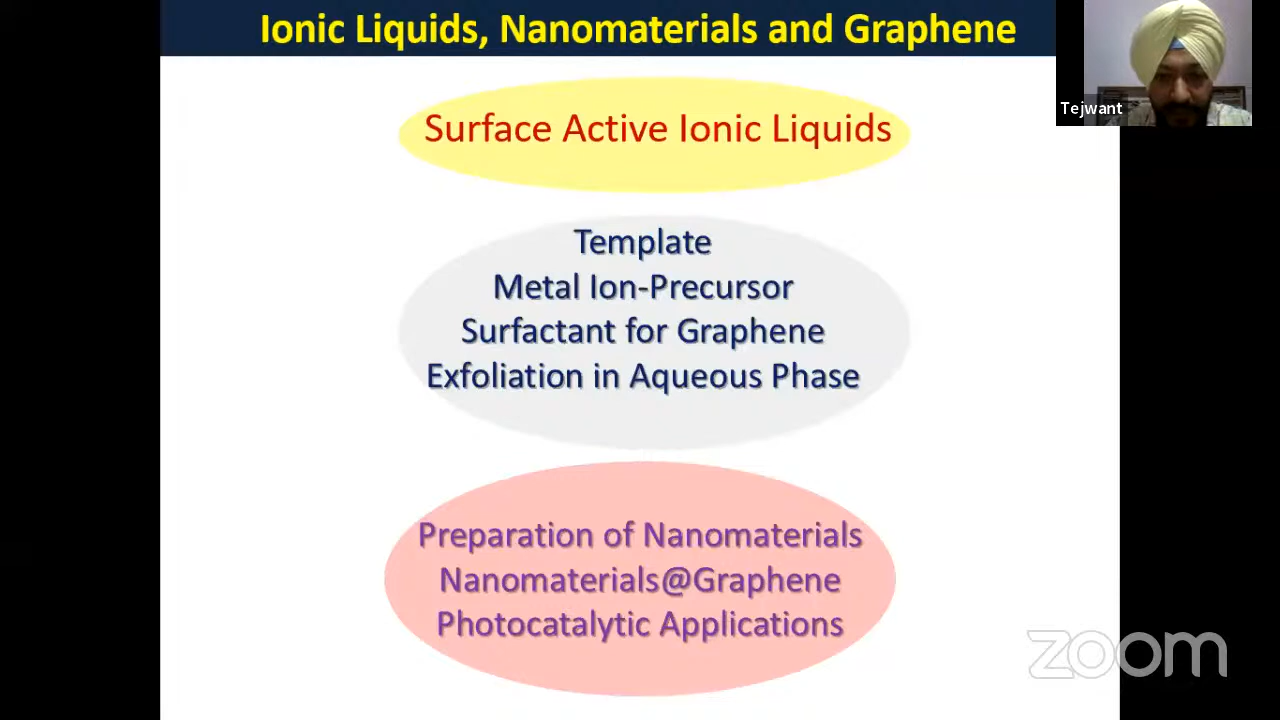 Ionic Liquids, Nanomaterials and Graphene
Tejwant
Surface Active Ionic Liquids
Template
Metal Ion-Precursor
Surfactant for Graphene
Exfoliation in Aqueous Phase
Preparation of Nanomaterials
Nanomaterials@Graphene
Photocatalytic Applications
zoom